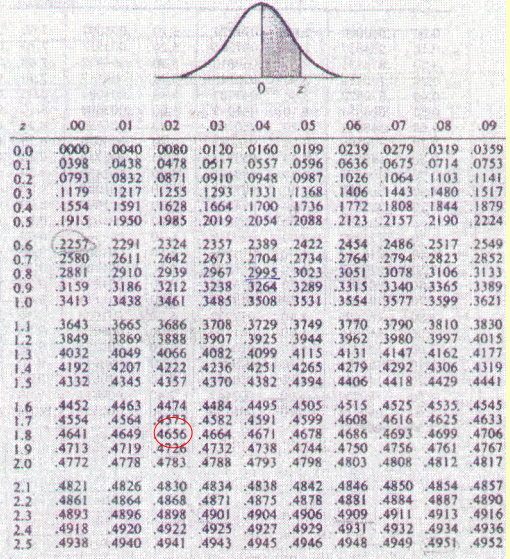 0 z
z .00 .01 .02 .03 .04 .05 .06 .07 .08 .09
0.0 .0000 .0040 .0080 .0120 .0160 .0199 .0239 .0279 .0319 .0359
0.1 .0398 .0438 .0478 .0517 .0557 .0596 .0636 .0675 .0714 .0753
0.2 .0793 .0832 .0871 .0910 .0948 .0987 .1026 .1064 .1103 .1141
0.3 .1179 .1217 .1255 .1293 .1331 .1368 .1406 .1443 .1480 .1517
0.4 .1554 .1591 .1628 .1664 .1700 .1736 .1772 .1808 .1844 .1879
0.5 .1915 .1950 .1985 .2019 .2054 .2088 .2123 .2157 .2190 .2224
0.6 .2257 .2291 .2324 .2357 .2389 .2422 .2454 .2486 .2517 .2549
0.7 .2580 .2611 .2642 .2673 .2704 .2734 .2764 .2794 .2823 .2852
0.8 .2881 .2910 .2939 .2967 .2995 .3023 .3051 .3078 .3106 .3133
0.9 .3159 .3186 .3212 .3238 .3264 .3289 .3315 .3340 .3365 .3389
1.0 .3413 .3438 .3461 .3485 .3508 .3531 .3554 .3577 .3599 .3621
1.1 .3643 .3665 .3686 .3708 .3729 .3749 .3770 .3790 .3810 .3830
1.2 .3849 .3869 .3888 .3907 .3925 .3944 .3962 .3980 .3997 .4015
1.3 .4032 .4049 .4066 .4082 .4099 .4115 .4131 .4147 .4162 .4177
1.4 .4192 .4207 .4222 .4236 .4251 .4265 .4279 .4292 .4306 .4319
1.5 .4332 .4345 .4357 .4370 .4382 .4394 .4406 .4418 .4429 .4441
1.6 .4452 .4463 .4474 .4484 .4495 .4505 .4515 .4525 .4535 .4545
1.7 .4554 .4564 .4573 .4582 .4591 .4599 .4608 .4616 .4625 .4633
1.8 .4641 .4649 .4656 .4664 .4671 .4678 .4686 .4693 .4699 .4706
1.9 .4713 .4719 .4726 .4732 .4738 .4744 .4750 .4756 .4761 .4767
2.0 .4772 .4778 .4783 .4788 .4793 .4798 .4803 .4808 .4812 .4817
2.1 .4821 .4826 .4830 .4834 .4838 .4842 .4846 .4850 .4854 .4857
2.2 .4861 .4864 .4868 .4871 .4875 .4878 .4881 .4884 .4887 .4890
2.3 .4893 .4896 .4898 .4901 .4904 .4906 .4909 .4911 .4913 .4916
2.4 .4918 .4920 .4922 .4925 .4927 .4929 .4931 .4932 .4934 .4936
2.5 .4938 .4940 .4941 .4943 .4945 .4946 .4948 .4949 .4951 .4952